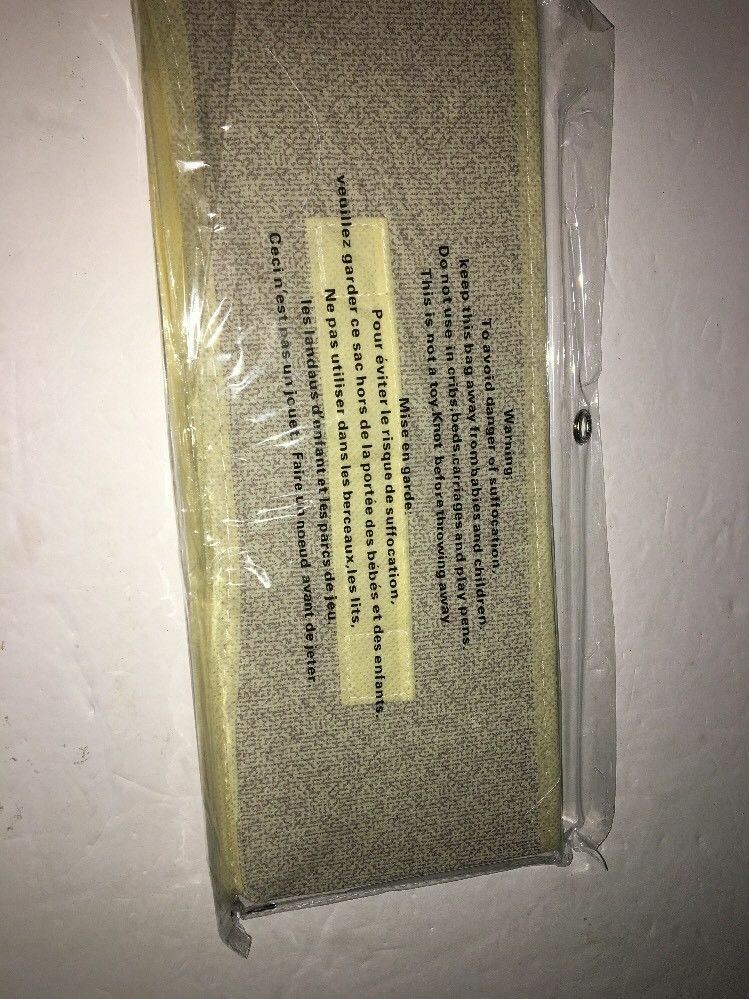 Warning:
To avoid danger of suffocation,
keep this bag away frombabies and children.
Do not use in cribs,beds,carriages and play pens.
This is not a toy.Knot before throwing away.
Mise en garde:
Pour éviter le risque de suffocation,
veuillez garder ce sac hors de la portée des bébés et des enfants.
Ne pas utiliser dans les berceaux,les lits,
les landaus d'enfant et les parcs de jeu.
Ceci n'est pas un jouet. Faire un noeud avant de jeter.